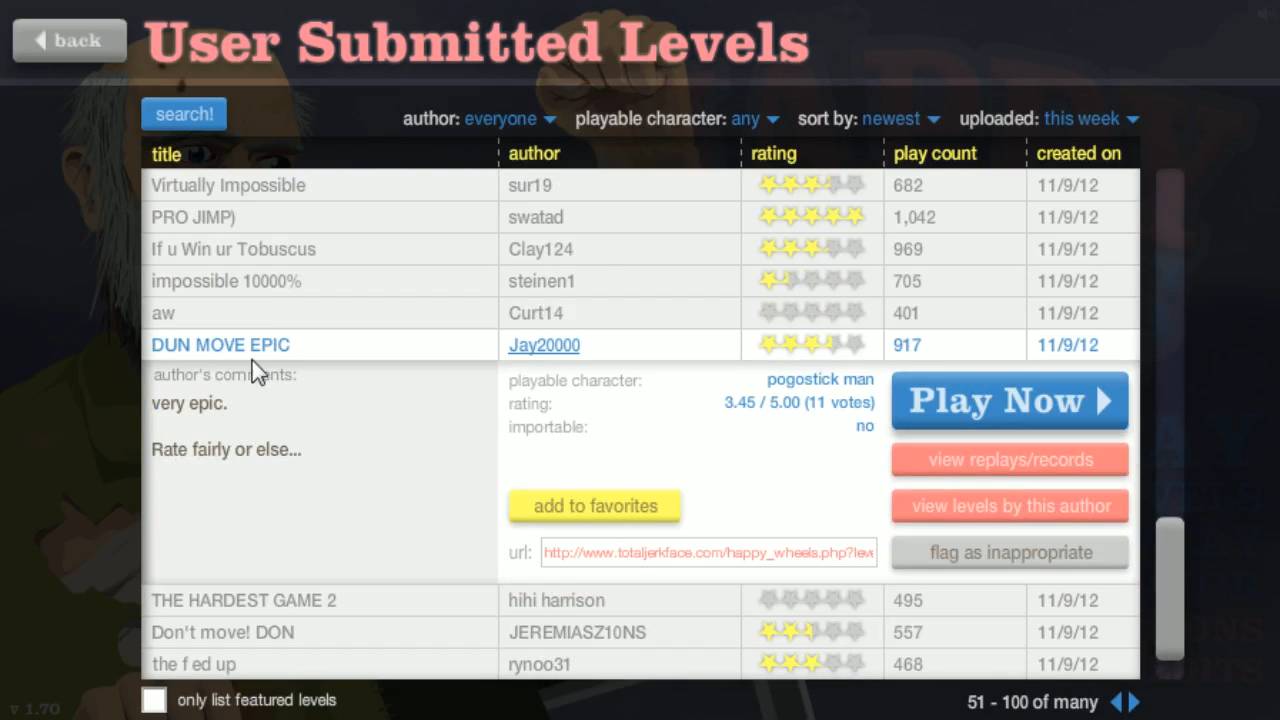 back
User Submitted Levels
search!
author: everyone playable character: any sort by: newest uploaded: this week
title author rating play count created on
Virtually Impossible sur19 682 11/9/12
PRO JIMP) swatad 1,042 11/9/12
If u Win ur Tobuscus Clay124 969 11/9/12
impossible 10000% steinen1 705 11/9/12
aw Curt14 401 11/9/12
DUN MOVE EPIC Jay20000 917 11/9/12
author's comments:
very epic.
Rate fairly or else...
playable character: pogostick man
rating: 3.45 / 5.00 (11 votes)
importable: no
add to favorites
url: http://www.totaljerkface.com/happy_wheels.php?leve
Play Now
view replays/records
view levels by this author
flag as inappropriate
THE HARDEST GAME 2 hihi harrison 495 11/9/12
Don't move! DON JEREMIASZ10NS 557 11/9/12
the f ed up rynoo31 468 11/9/12
only list featured levels
51 - 100 of many
v 1.70